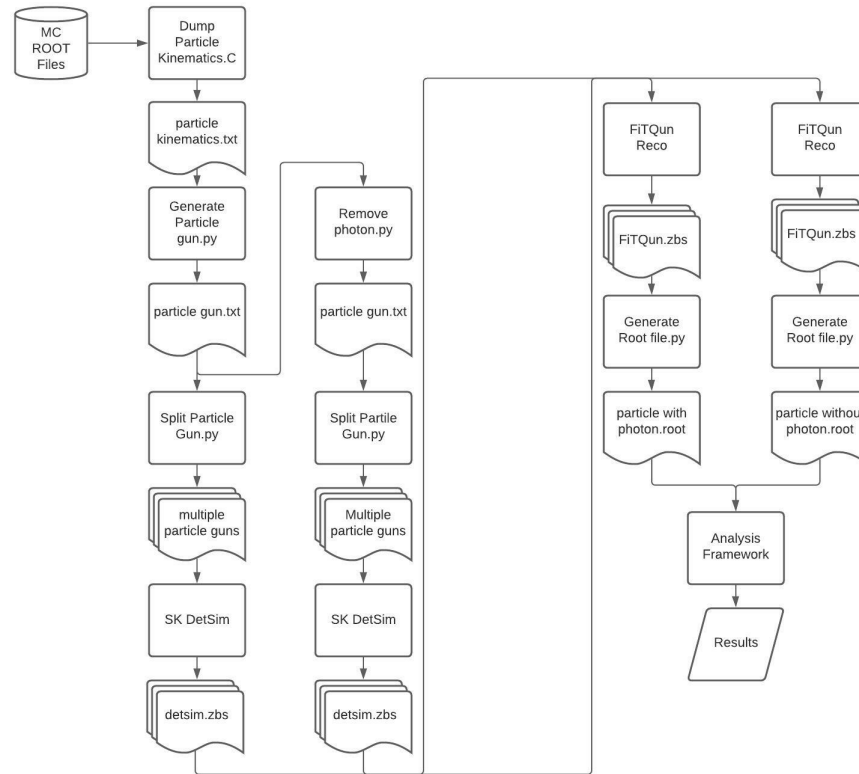 MC
ROOT
Files
Dump
Particle
Kinematics.C
particle
kinematics.txt
Generate
Particle
gun.py
particle gun.txt
Split Particle
Gun.py
multiple
particle guns
SK DetSim
detsim.zbs
Remove
photon.py
particle gun.txt
Split Partile
Gun.py
Multiple
particle guns
SK DetSim
detsim.zbs
FiTQun
Reco
FiTQun.zbs
Generate
Root file.py
particle with
photon.root
FiTQun
Reco
FiTQun.zbs
Generate
Root file.py
particle withou
photon.root
Analysis
Framework
Results